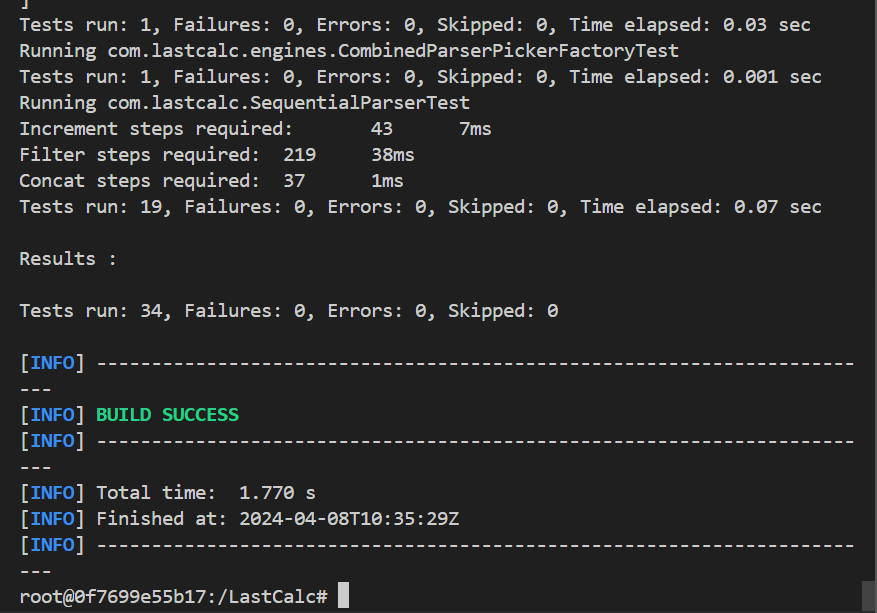 ]
Tests run: 1, Failures: 0, Errors: 0, Skipped: 0, Time elapsed: 0.03 sec
Running com.lastcalc.engines.CombinedParserPickerFactoryTest
Tests run: 1, Failures: 0, Errors: 0, Skipped: 0, Time elapsed: 0.001 sec
Running com.lastcalc.SequentialParserTest
Increment steps required:       43      7ms
Filter steps required:  219     38ms
Concat steps required:  37      1ms
Tests run: 19, Failures: 0, Errors: 0, Skipped: 0, Time elapsed: 0.07 sec
Results :
Tests run: 34, Failures: 0, Errors: 0, Skipped: 0
[INFO] ---------------------------------------------------------------------
---
[INFO] BUILD SUCCESS
[INFO] ---------------------------------------------------------------------
---
[INFO] Total time:  1.770 s
[INFO] Finished at: 2024-04-08T10:35:29Z
[INFO] ---------------------------------------------------------------------
---
root@0f7699e55b17:/LastCalc#